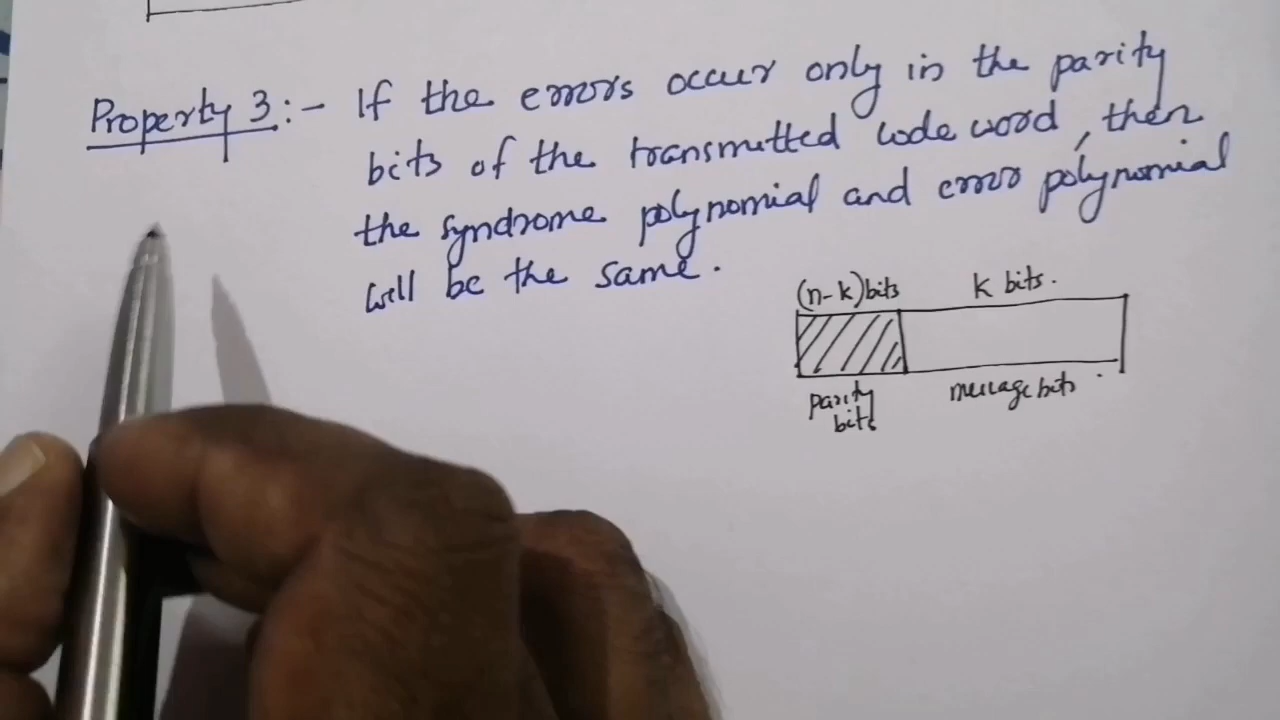 Property 3:- If the errors occur only in the parity
bits of the transmitted code word, then
the syndrome polynomial and error polynomial
will be the same.
(n-k)bits k bits.
parity message bits
bits